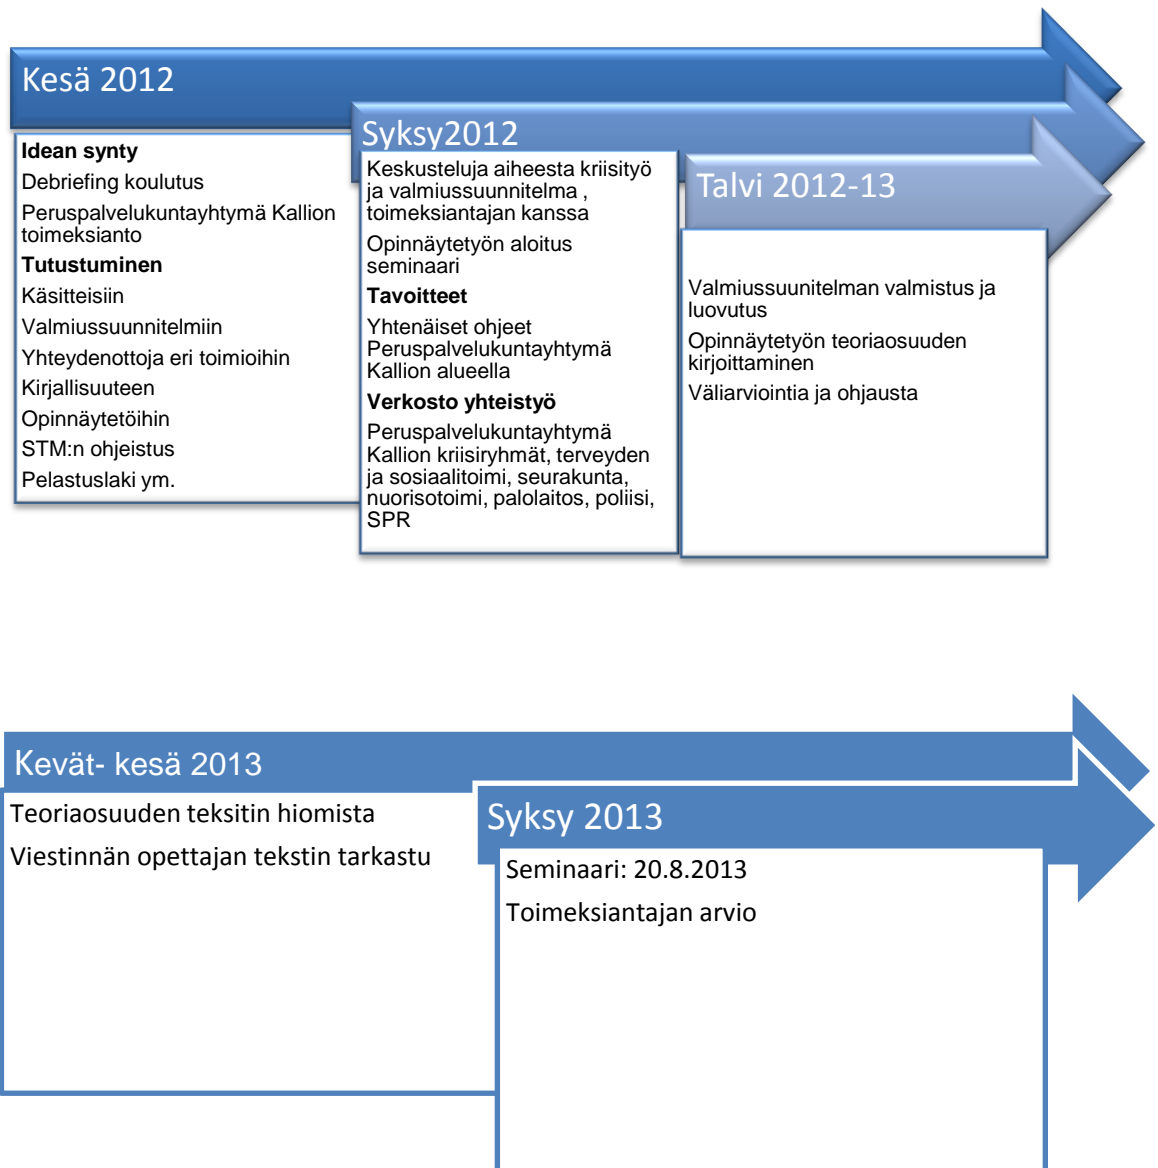 Kesä 2012
Idean synty
Debriefing koulutus
Peruspalvelukuntayhtymä Kallion
toimeksianto
Tutustuminen
Käsitteisiin
Valmiussuunnitelmiin
Yhteydenottoja eri toimioihin
Kirjallisuuteen
Opinnäytetöihin
STM:n ohjeistus
Pelastuslaki ym.
Syksy2012
Keskusteluja aiheesta kriisityö
ja valmiussuunnitelma ,
toimeksiantajan kanssa
Opinnäytetyön aloitus
seminaari
Tavoitteet
Yhtenäiset ohjeet
Peruspalvelukuntayhtymä
Kallion alueella
Verkosto yhteistyö
Peruspalvelukuntayhtymä
Kallion kriisiryhmät, terveyden
ja sosiaalitoimi, seurakunta,
nuorisotoimi, palolaitos, poliisi,
SPR
Talvi 2012-13
Valmiussuunitelman valmistus ja
luovutus
Opinnäytetyön teoriaosuuden
kirjoittaminen
Väliarviointia ja ohjausta
Kevät- kesä 2013
Teoriaosuuden teksitin hiomista
Viestinnän opettajan tekstin tarkastu
Syksy 2013
Seminaari: 20.8.2013
Toimeksiantajan arvio